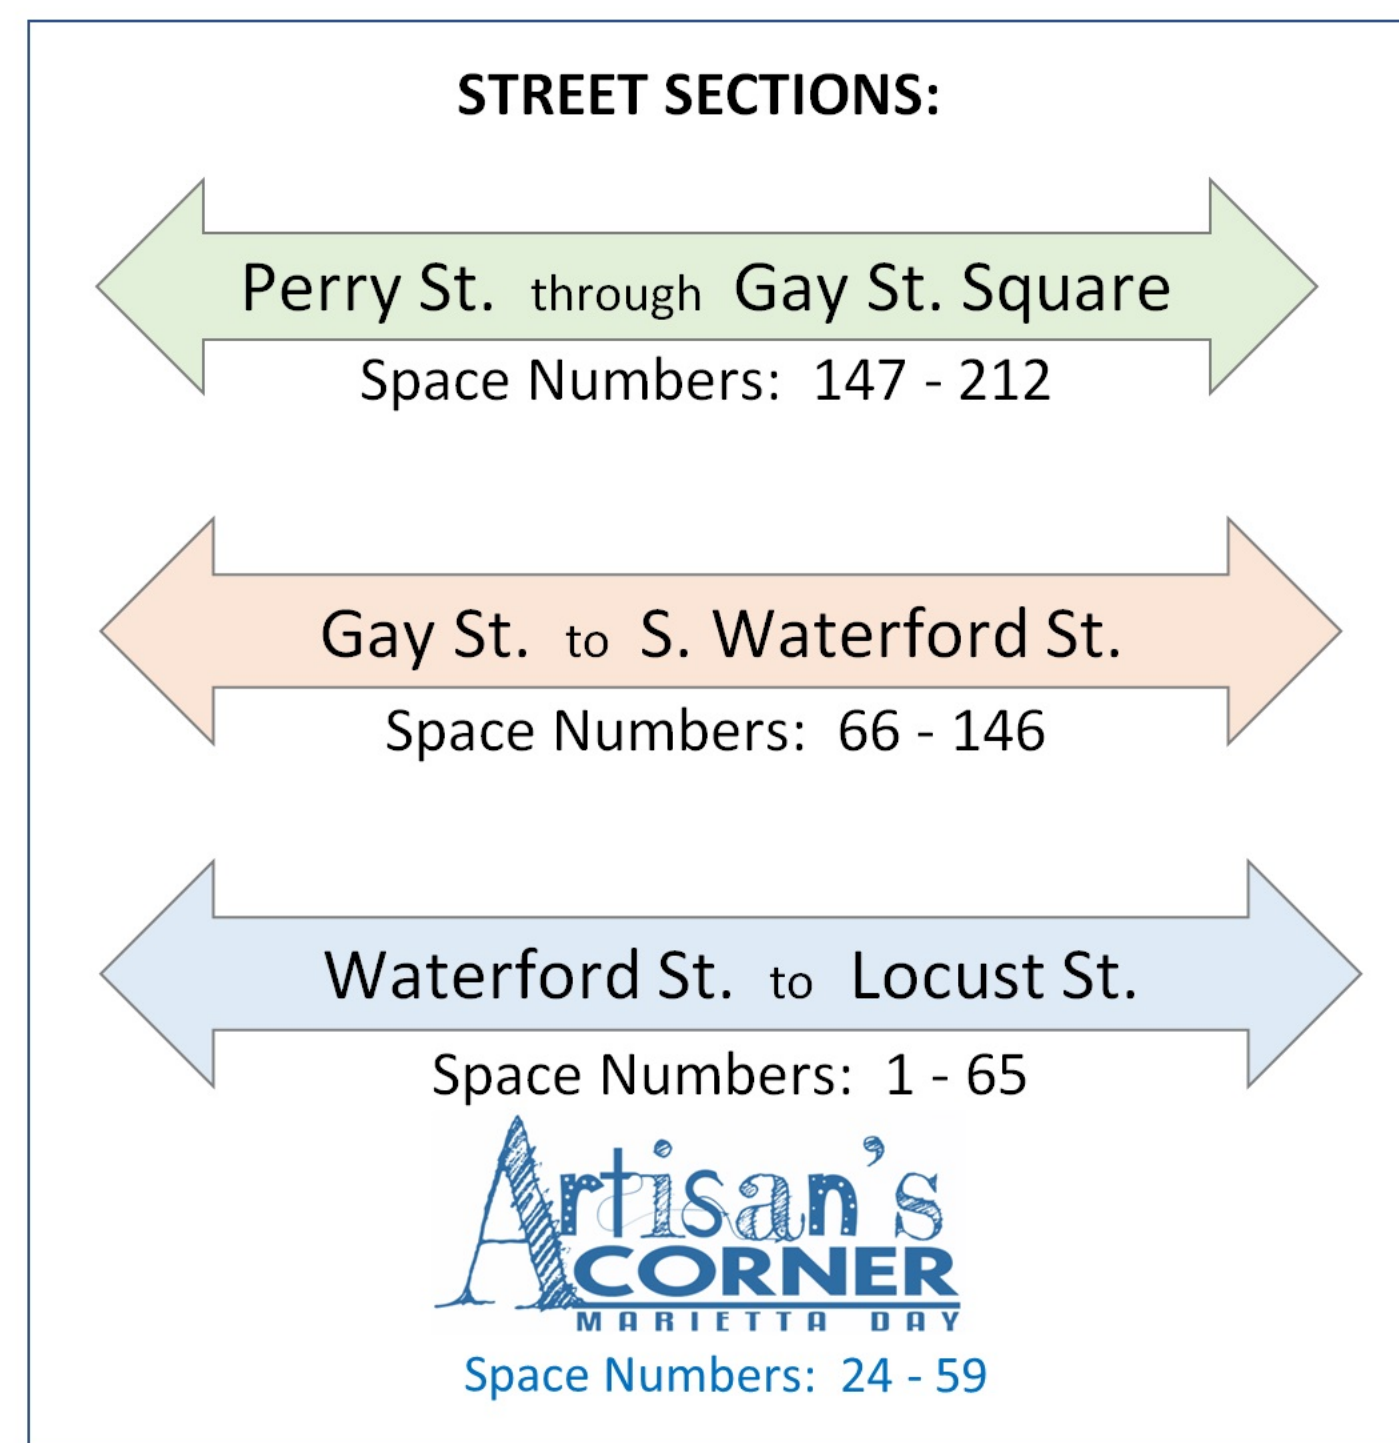 STREET SECTIONS:
Perry St. through Gay St. Square
Space Numbers: 147 - 212
Gay St. to S. Waterford St.
Space Numbers: 66 - 146
Waterford St. to Locust St.
Space Numbers: 1 - 65
Artisan's
CORNER
MARIETTA DAY
Space Numbers: 24 - 59